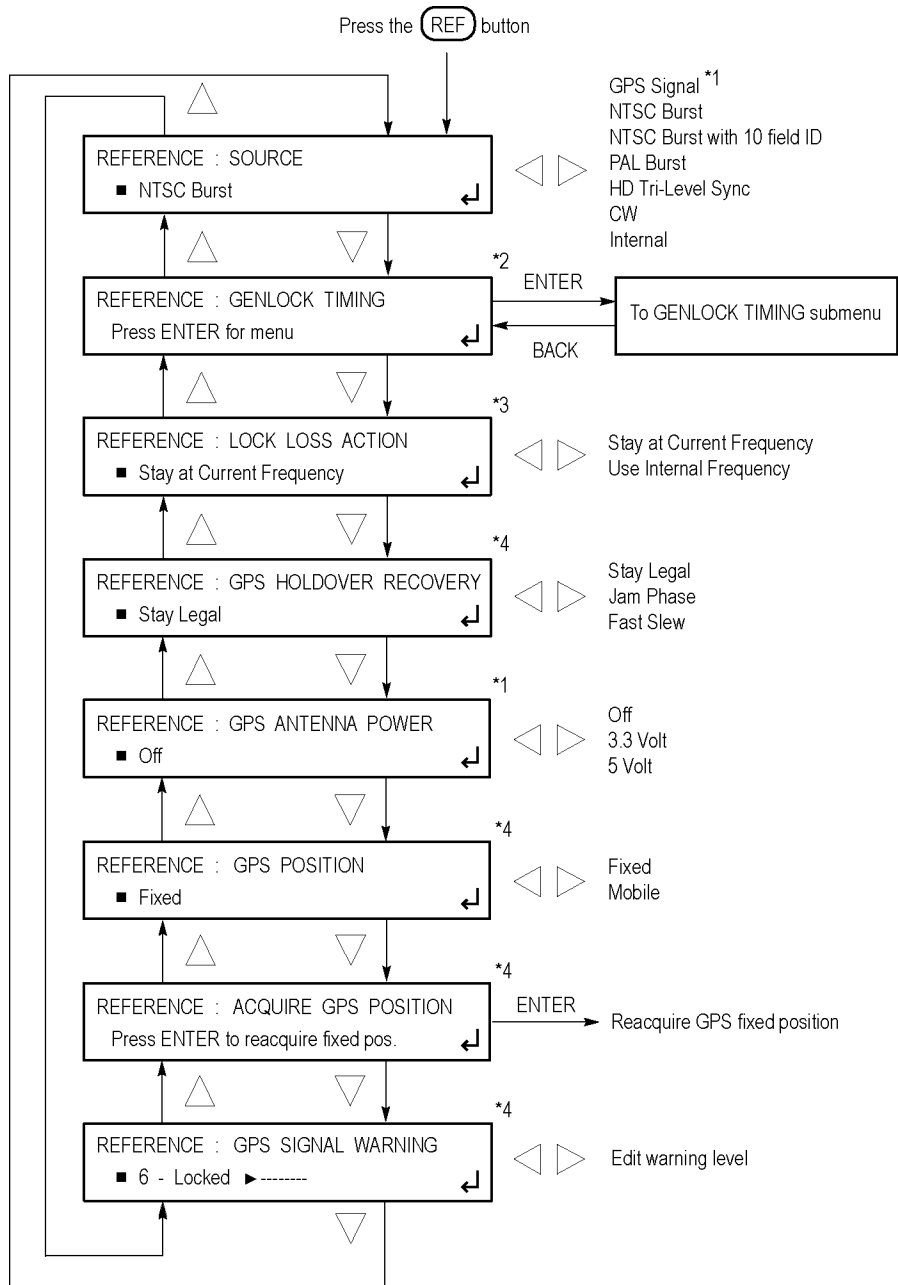 Press the REF button
GPS Signal *1
NTSC Burst
NTSC Burst with 10 field ID
PAL Burst
HD Tri-Level Sync
CW
Internal
REFERENCE : SOURCE
■ NTSC Burst
*2
REFERENCE : GENLOCK TIMING
Press ENTER for menu
ENTER
BACK
To GENLOCK TIMING submenu
*3
REFERENCE : LOCK LOSS ACTION
■ Stay at Current Frequency
Stay at Current Frequency
Use Internal Frequency
*4
REFERENCE : GPS HOLDOVER RECOVERY
■ Stay Legal
Stay Legal
Jam Phase
Fast Slew
*1
REFERENCE : GPS ANTENNA POWER
■ Off
Off
3.3 Volt
5 Volt
*4
REFERENCE : GPS POSITION
■ Fixed
Fixed
Mobile
*4
REFERENCE : ACQUIRE GPS POSITION
Press ENTER to reacquire fixed pos.
ENTER
Reacquire GPS fixed position
*4
REFERENCE : GPS SIGNAL WARNING
■ 6 - Locked ►--------
Edit warning level